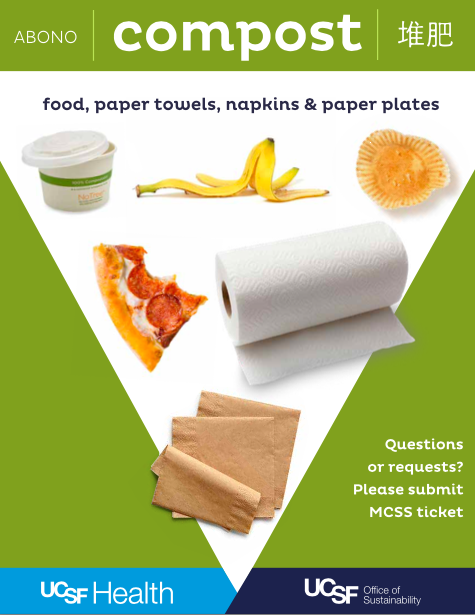 ABONO
compost
堆肥
food, paper towels, napkins & paper plates
Questions
or requests?
Please submit
MCSS ticket
UCSF Health
UCSF Office of
Sustainability